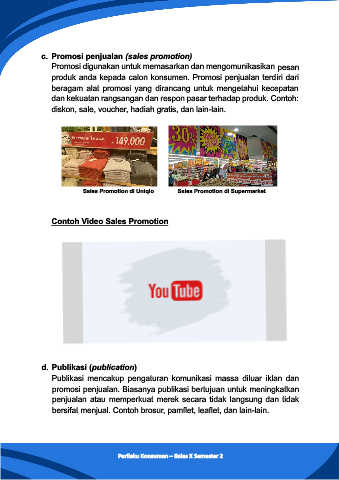 c. Promosi penjualan (sales promotion)
Promosi digunakan untuk memasarkan dan mengomunikasikan pesan
produk anda kepada calon konsumen. Promosi penjualan terdiri dari
beragam alat promosi yang dirancang untuk mengetahui kecepatan
dan kekuatan rangsangan dan respon pasar terhadap produk. Contoh:
diskon, sale, voucher, hadiah gratis, dan lain-lain.
149.000
30%
Sales Promotion di Uniqlo
Sales Promotion di Supermarket
Contoh Video Sales Promotion
YouTube
d. Publikasi (publication)
Publikasi mencakup pengaturan komunikasi massa diluar iklan dan
promosi penjualan. Biasanya publikasi bertujuan untuk meningkatkan
penjualan atau memperkuat merek secara tidak langsung dan tidak
bersifat menjual. Contoh brosur, pamflet, leaflet, dan lain-lain.
Perilaku Konsumen – Kelas X Semester 2